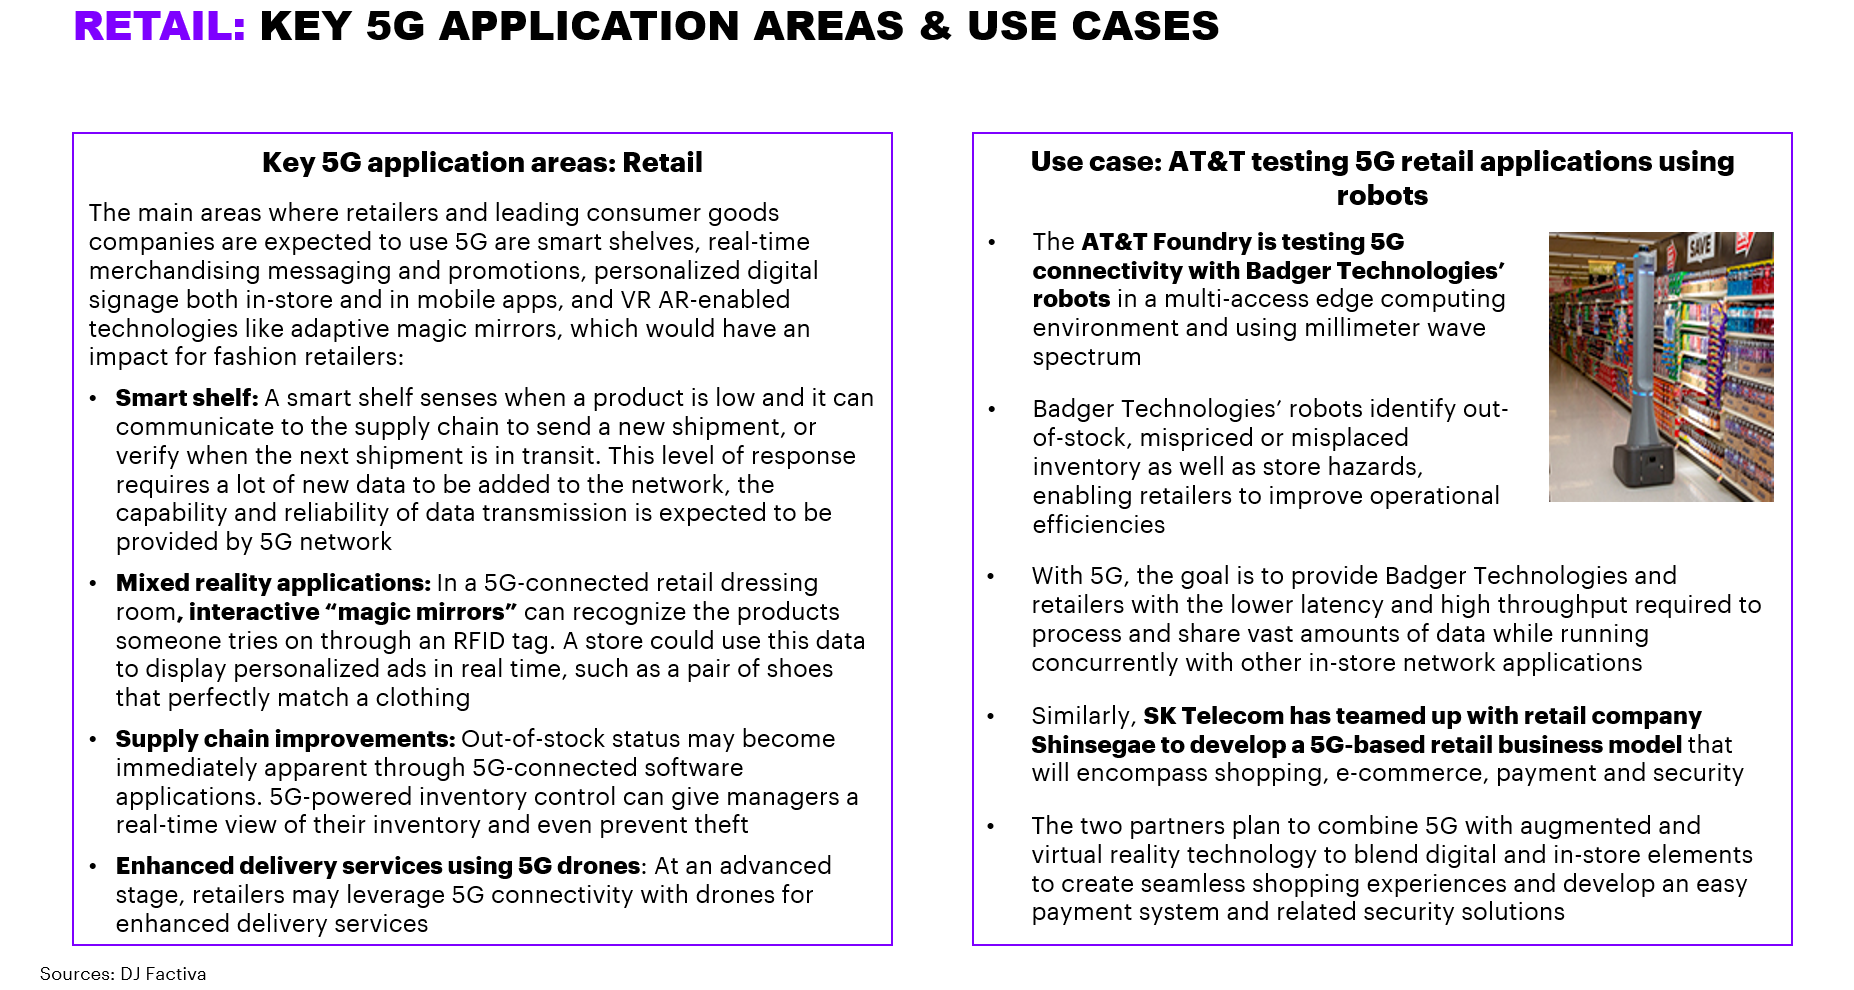 RETAIL: KEY 5G APPLICATION AREAS & USE CASES
Key 5G application areas: Retail
The main areas where retailers and leading consumer goods
companies are expected to use 5G are smart shelves, real-time
merchandising messaging and promotions, personalized digital
signage both in-store and in mobile apps, and VR AR-enabled
technologies like adaptive magic mirrors, which would have an
impact for fashion retailers:
• Smart shelf: A smart shelf senses when a product is low and it can
communicate to the supply chain to send a new shipment, or
verify when the next shipment is in transit. This level of response
requires a lot of new data to be added to the network, the
capability and reliability of data transmission is expected to be
provided by 5G network
• Mixed reality applications: In a 5G-connected retail dressing
room, interactive “magic mirrors” can recognize the products
someone tries on through an RFID tag. A store could use this data
to display personalized ads in real time, such as a pair of shoes
that perfectly match a clothing
• Supply chain improvements: Out-of-stock status may become
immediately apparent through 5G-connected software
applications. 5G-powered inventory control can give managers a
real-time view of their inventory and even prevent theft
• Enhanced delivery services using 5G drones: At an advanced
stage, retailers may leverage 5G connectivity with drones for
enhanced delivery services
Use case: AT&T testing 5G retail applications using
robots
• The AT&T Foundry is testing 5G
connectivity with Badger Technologies’
robots in a multi-access edge computing
environment and using millimeter wave
spectrum
• Badger Technologies’ robots identify out-
of-stock, mispriced or misplaced
inventory as well as store hazards,
enabling retailers to improve operational
efficiencies
SAVE
• With 5G, the goal is to provide Badger Technologies and
retailers with the lower latency and high throughput required to
process and share vast amounts of data while running
concurrently with other in-store network applications
• Similarly, SK Telecom has teamed up with retail company
Shinsegae to develop a 5G-based retail business model that
will encompass shopping, e-commerce, payment and security
• The two partners plan to combine 5G with augmented and
virtual reality technology to blend digital and in-store elements
to create seamless shopping experiences and develop an easy
payment system and related security solutions
Sources: DJ Factiva